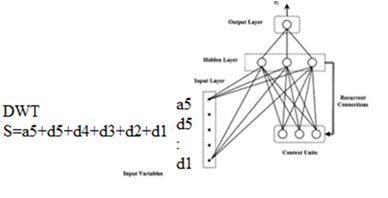 Output Layer
Hidden Layer
Input Layer
Recurrent
Connections
a5
d5
:
d1
DWT
S=a5+d5+d4+d3+d2+d1
Context Units
Input Variables